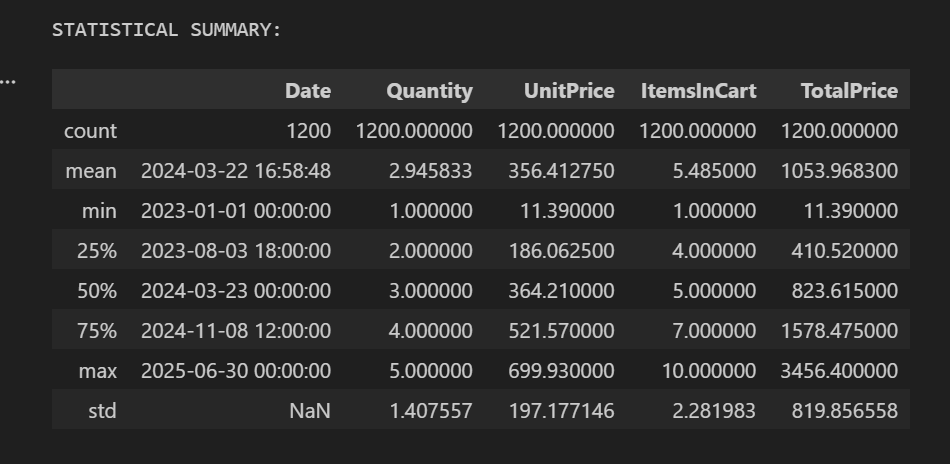 STATISTICAL SUMMARY:
...
Date Quantity UnitPrice ItemsInCart TotalPrice
count 1200 1200.000000 1200.000000 1200.000000 1200.000000
mean 2024-03-22 16:58:48 2.945833 356.412750 5.485000 1053.968300
min 2023-01-01 00:00:00 1.000000 11.390000 1.000000 11.390000
25% 2023-08-03 18:00:00 2.000000 186.062500 4.000000 410.520000
50% 2024-03-23 00:00:00 3.000000 364.210000 5.000000 823.615000
75% 2024-11-08 12:00:00 4.000000 521.570000 7.000000 1578.475000
max 2025-06-30 00:00:00 5.000000 699.930000 10.000000 3456.400000
std NaN 1.407557 197.177146 2.281983 819.856558